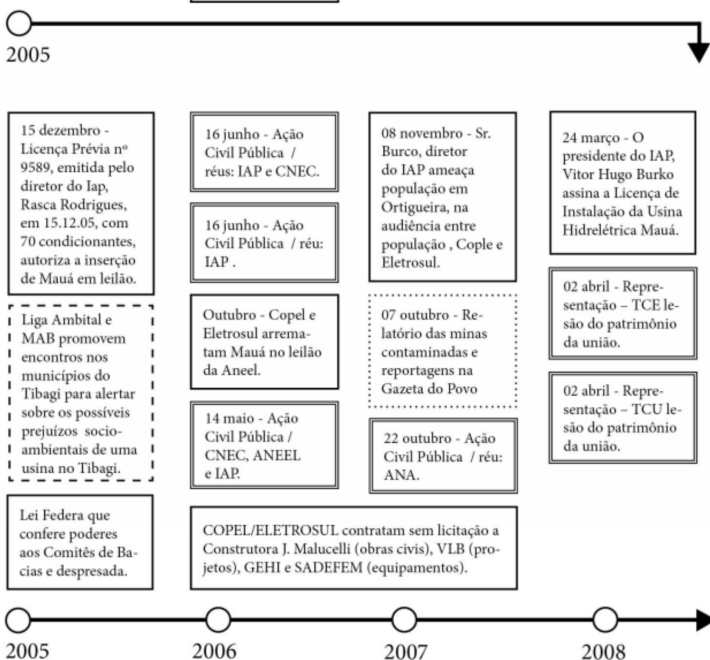 2005
15 dezembro -
Licença Prévia nº
9589, emitida pelo
diretor do Iap,
Rasca Rodrigues,
em 15.12.05, com
70 condicionantes,
autoriza a inserção
de Mauá em leilão.
Liga Ambital e
MAB promovem
encontros nos
municípios do
Tibagi para alertar
sobre os possíveis
prejuízos socio-
ambientais de uma
usina no Tibagi.
Lei Federa que
confere poderes
aos Comitês de Ba-
cias e despresada.
16 junho - Ação
Civil Pública /
réus: IAP e CNEC.
16 junho - Ação
Civil Pública / réu:
IAP .
Outubro - Copel e
Eletrosul arrema-
tam Mauá no leilão
da Aneel.
14 maio - Ação
Civil Pública /
CNEC, ANEEL
e IAP.
08 novembro - Sr.
Burco, diretor
do IAP ameaça
população em
Ortigueira, na
audiência entre
população , Cople e
Eletrosul.
07 outubro - Re-
latório das minas
contaminadas e
reportagens na
Gazeta do Povo
22 outubro - Ação
Civil Pública / réu:
ANA.
COPEL/ELETROSUL contratam sem licitação a
Construtora J. Malucelli (obras civis), VLB (pro-
jetos), GEHI e SADEFEM (equipamentos).
24 março - O
presidente do IAP,
Vitor Hugo Burko
assina a Licença de
Instalação da Usina
Hidrelétrica Mauá.
02 abril - Repre-
sentação – TCE le-
são do patrimônio
da união.
02 abril - Repre-
sentação – TCU le-
são do patrimônio
da união.
2005
2006
2007
2008